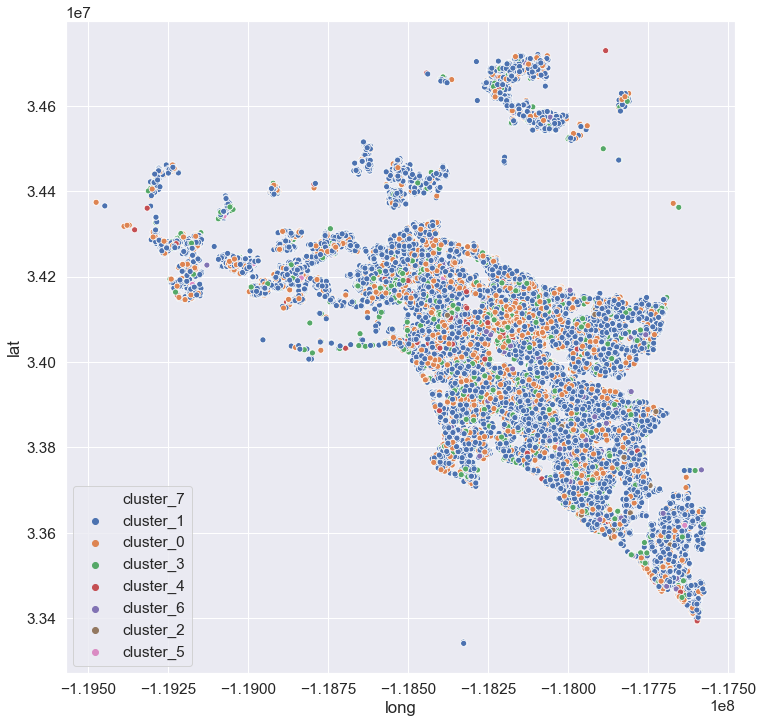 1e7
3.46
3.44
3.42
3.40
3.38
3.36
3.34
lat
cluster_7
cluster_1
cluster_0
cluster_3
cluster_4
cluster_6
cluster_2
cluster_5
−1.1950 −1.1925 −1.1900 −1.1875 −1.1850 −1.1825 −1.1800 −1.1775 −1.1750
long
1e8